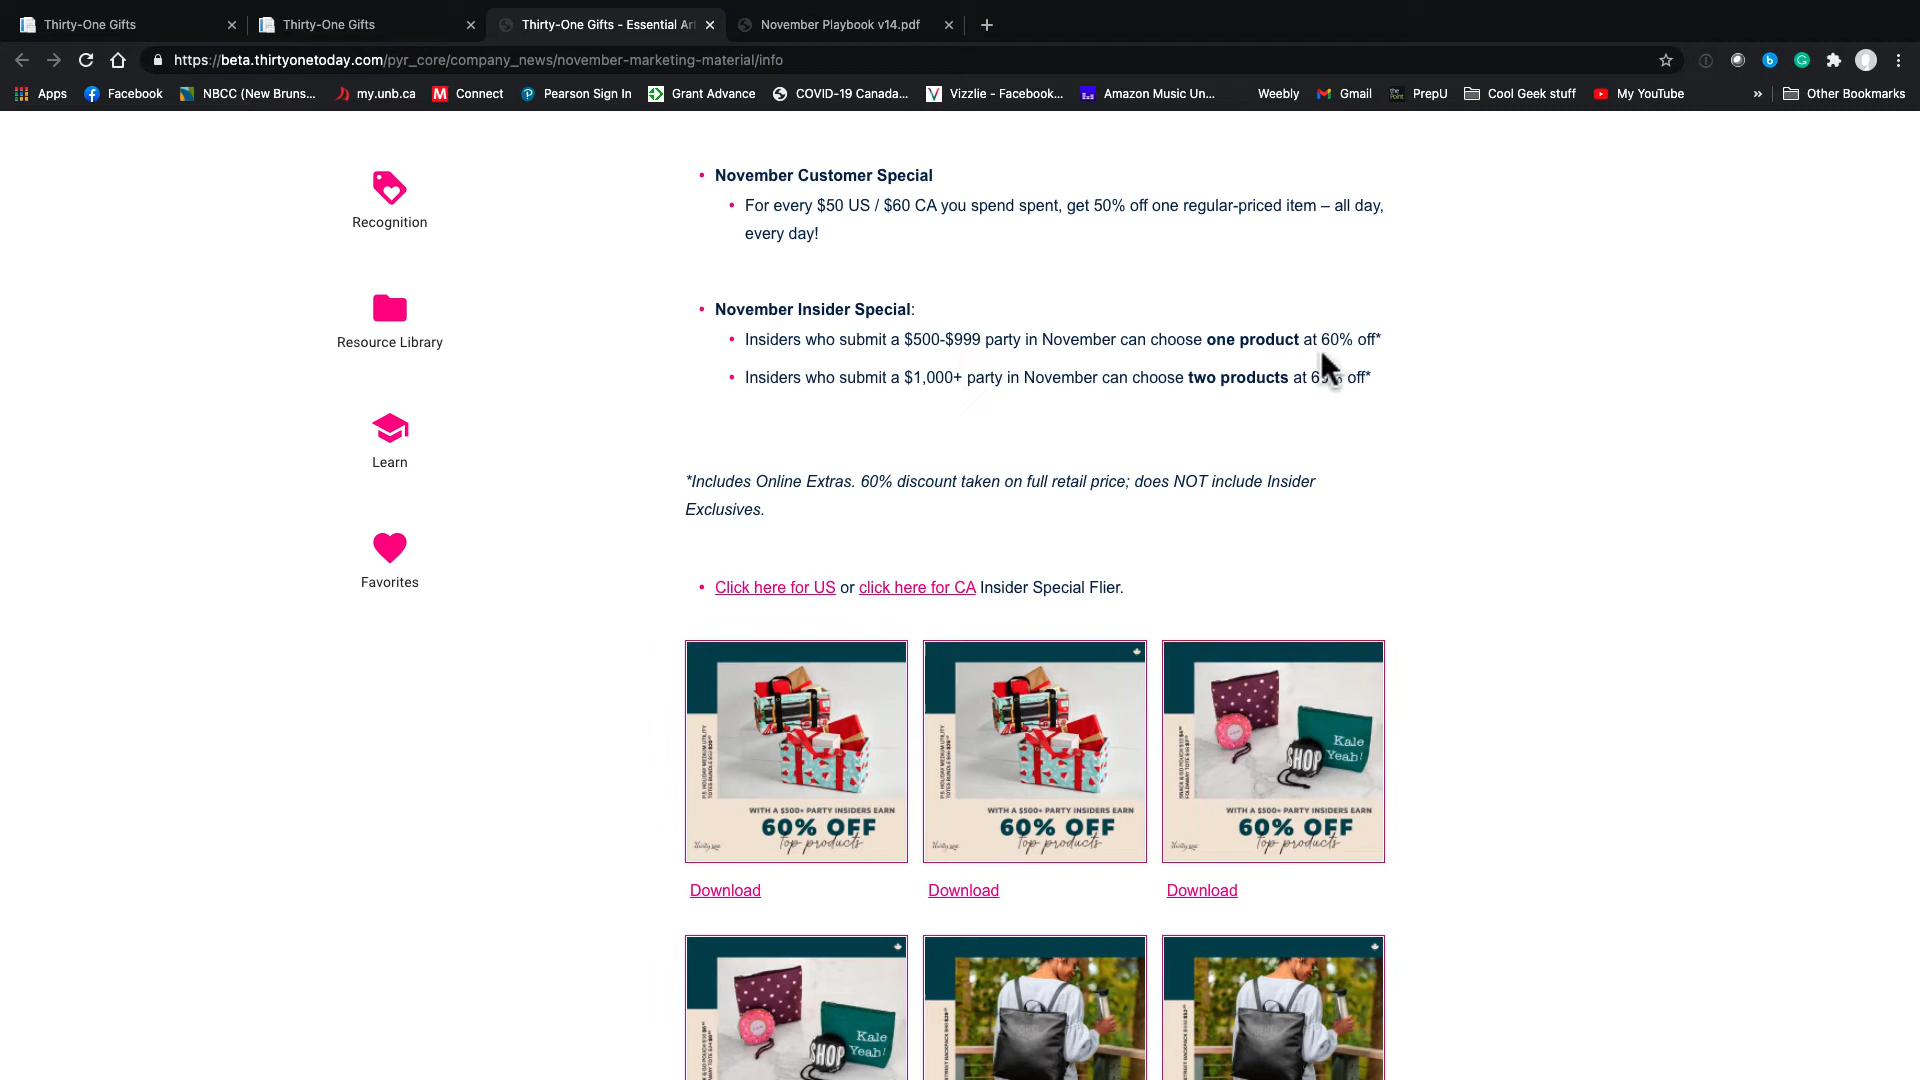 Thirty-One Gifts
Thirty-One Gifts
Thirty-One Gifts - Essential Ar
November Playbook v14.pdf
https://beta.thirtyonetoday.com/pyr_core/company_news/november-marketing-material/info
Apps
Facebook
NBCC (New Bruns...
my.unb.ca
Connect
Pearson Sign In
Grant Advance
COVID-19 Canada...
Vizzlie - Facebook...
Amazon Music Un...
Weebly
Gmail
PrepU
Cool Geek stuff
My YouTube
»
Other Bookmarks
Recognition
Resource Library
Learn
Favorites
• November Customer Special
• For every $50 US / $60 CA you spend spent, get 50% off one regular-priced item – all day,
every day!
• November Insider Special:
• Insiders who submit a $500-$999 party in November can choose one product at 60% off*
• Insiders who submit a $1,000+ party in November can choose two products at off*
*Includes Online Extras. 60% discount taken on full retail price; does NOT include Insider
Exclusives.
• Click here for US or click here for CA Insider Special Flier.
WITH A $500+ PARTY INSIDERS EARN
60% OFF
Top products
thirty-one
Download
WITH A $500+ PARTY INSIDERS EARN
60% OFF
Top products
thirty-one
Download
SHOP
Kale
Yeah!
WITH A $500+ PARTY INSIDERS EARN
60% OFF
Top products
thirty-one
Download
SHOP
Kale
Yeah!